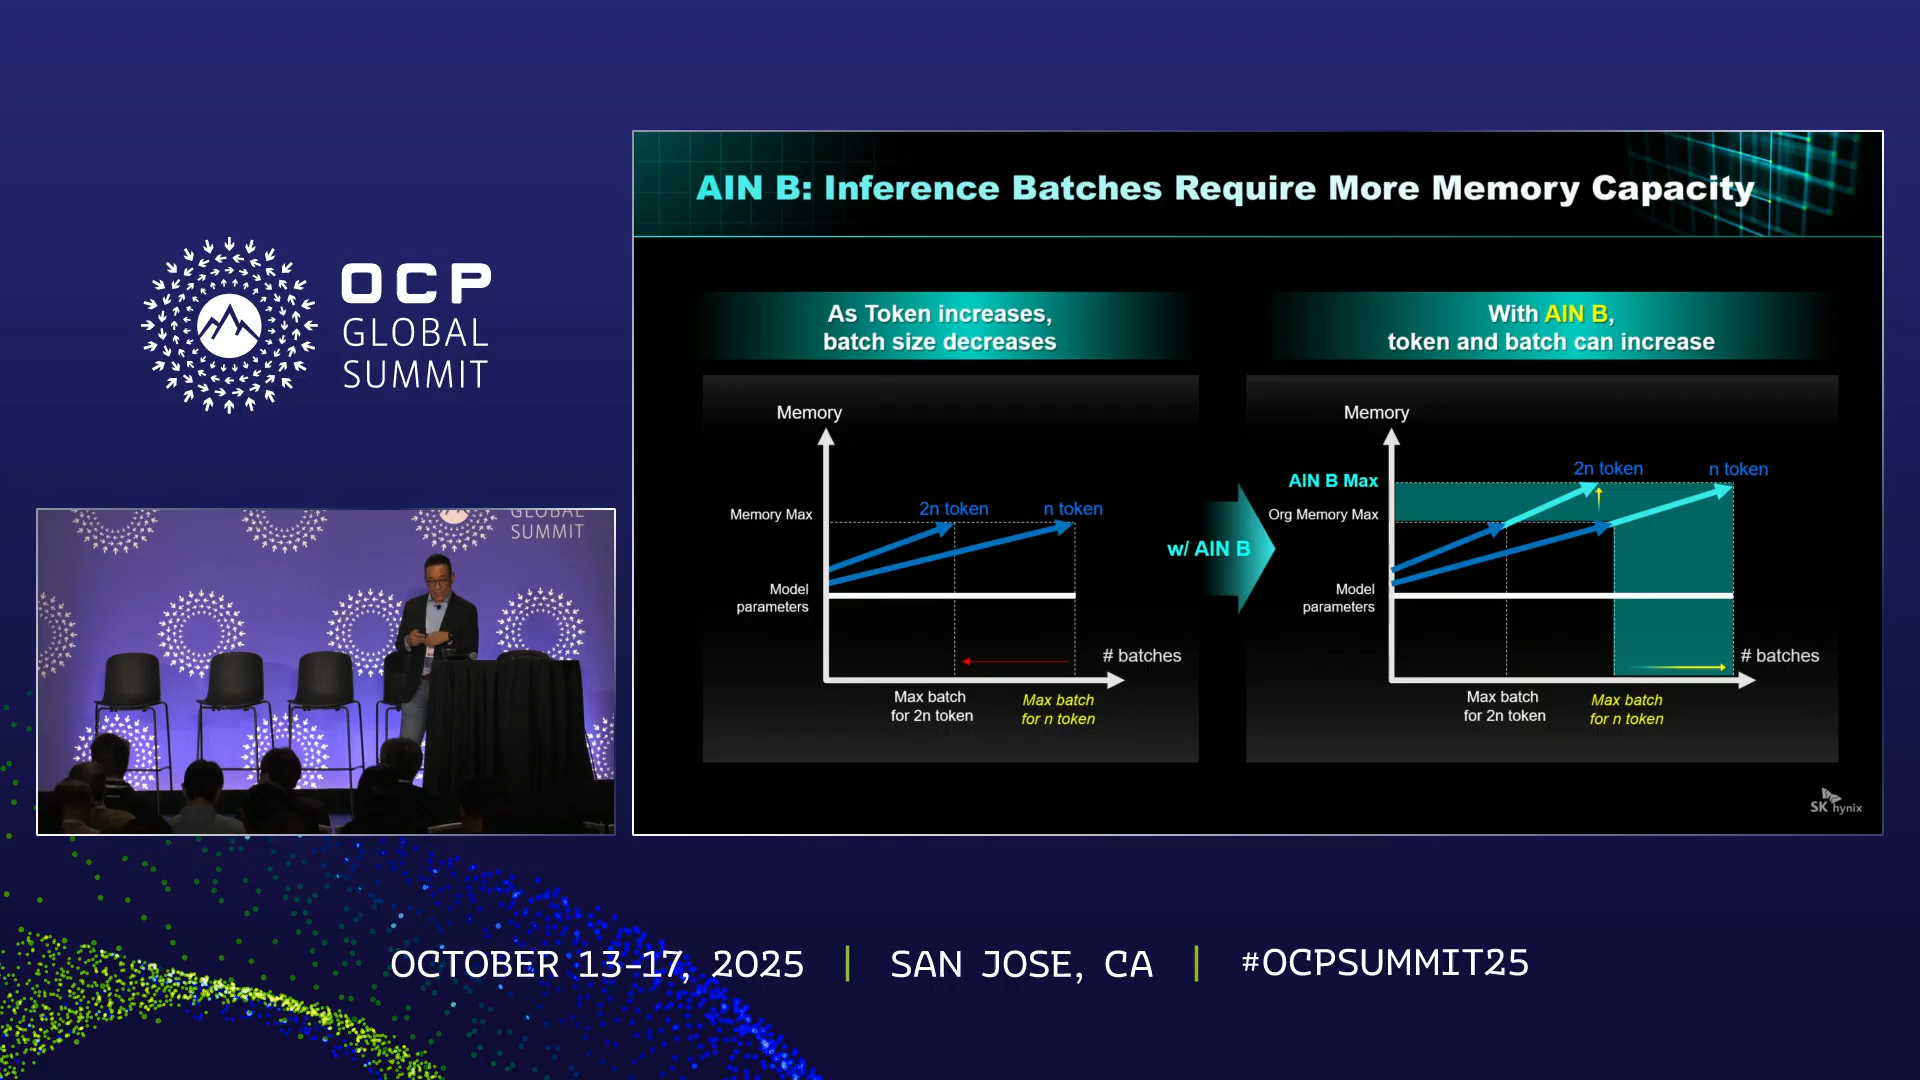 OCP
GLOBAL
SUMMIT
GLOBAL
SUMMIT
AIN B: Inference Batches Require More Memory Capacity
As Token increases,
batch size decreases
Memory
2n token
n token
Memory Max
Model
parameters
# batches
Max batch
for 2n token
Max batch
for n token
w/ AIN B
With AIN B,
token and batch can increase
Memory
AIN B Max
2n token
n token
Org Memory Max
Model
parameters
# batches
Max batch
for 2n token
Max batch
for n token
SK hynix
OCTOBER 13-17, 2025 | SAN JOSE, CA | #OCPSUMMIT25